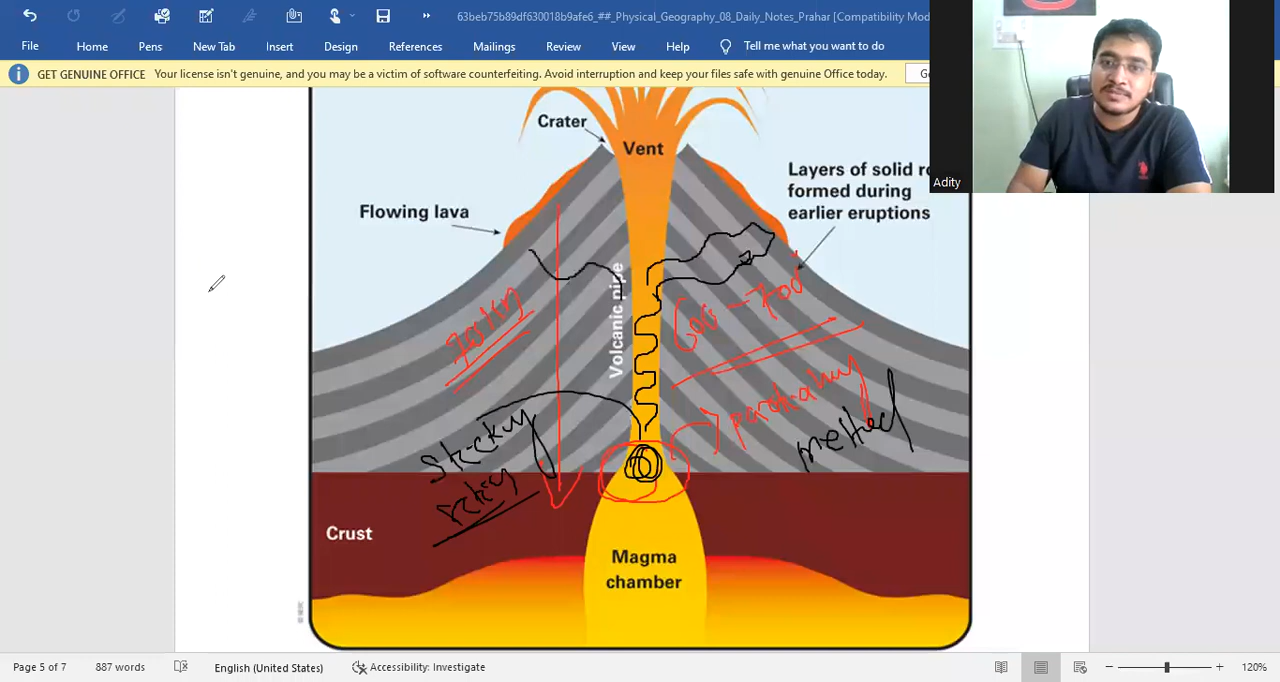 63beb75b89df630018b9afe6_##_Physical_Geography_08_Daily_Notes_Prahar [Compatibility Mod
File Home Pens New Tab Insert Design References Mailings Review View Help Tell me what you want to do
GET GENUINE OFFICE Your license isn't genuine, and you may be a victim of software counterfeiting. Avoid interruption and keep your files safe with genuine Office today.
Crater
Vent
Layers of solid
formed during
earlier eruptions
Adity
Flowing lava
Volcanic pipe
600-700°
method
Crust
Magma
chamber
Page 5 of 7 887 words English (United States) Accessibility: Investigate 120%